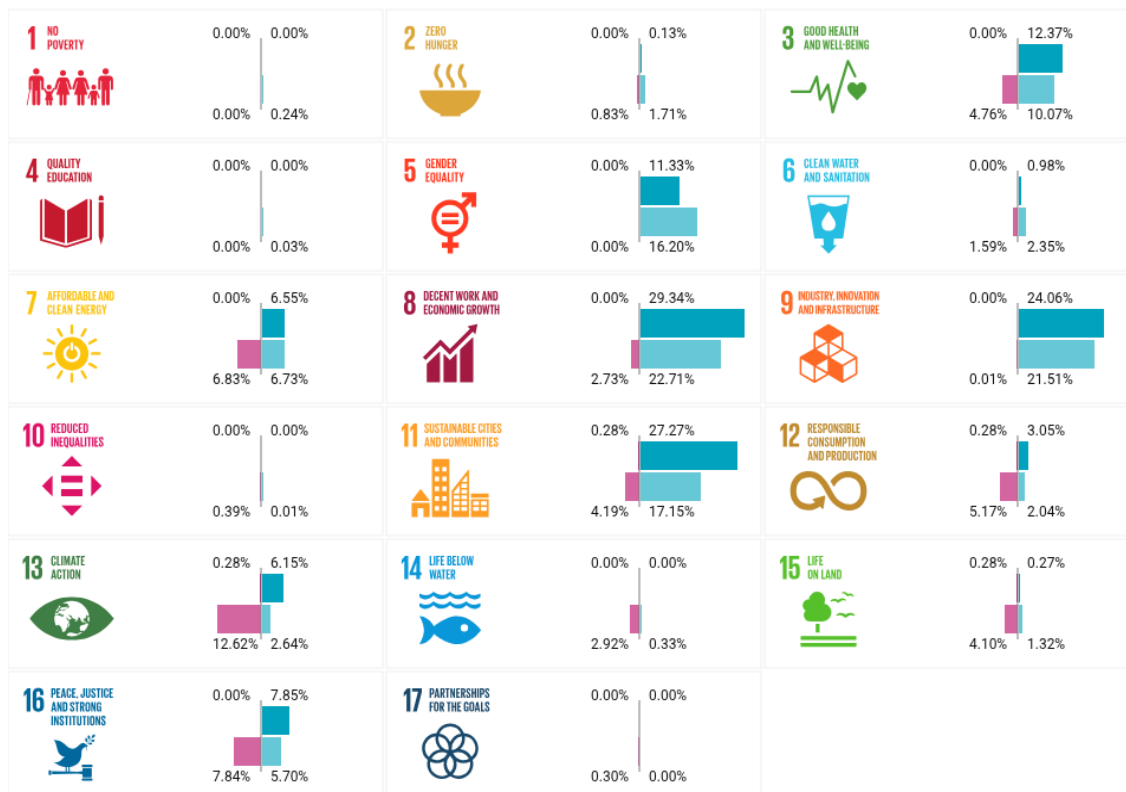 1 NO
POVERTY
0.00% 0.00%
0.00% 0.24%
2 ZERO
HUNGER
0.00% 0.13%
0.83% 1.71%
3 GOOD HEALTH
AND WELL-BEING
0.00% 12.37%
4.76% 10.07%
4 QUALITY
EDUCATION
0.00% 0.00%
0.00% 0.03%
5 GENDER
EQUALITY
0.00% 11.33%
0.00% 16.20%
6 CLEAN WATER
AND SANITATION
0.00% 0.98%
1.59% 2.35%
7 AFFORDABLE AND
CLEAN ENERGY
0.00% 6.55%
6.83% 6.73%
8 DECENT WORK AND
ECONOMIC GROWTH
0.00% 29.34%
2.73% 22.71%
9 INDUSTRY, INNOVATION
AND INFRASTRUCTURE
0.00% 24.06%
0.01% 21.51%
10 REDUCED
INEQUALITIES
0.00% 0.00%
0.39% 0.01%
11 SUSTAINABLE CITIES
AND COMMUNITIES
0.28% 27.27%
4.19% 17.15%
12 RESPONSIBLE
CONSUMPTION
AND PRODUCTION
0.28% 3.05%
5.17% 2.04%
13 CLIMATE
ACTION
0.28% 6.15%
12.62% 2.64%
14 LIFE BELOW
WATER
0.00% 0.00%
2.92% 0.33%
15 LIFE
ON LAND
0.28% 0.27%
4.10% 1.32%
16 PEACE, JUSTICE
AND STRONG
INSTITUTIONS
0.00% 7.85%
7.84% 5.70%
17 PARTNERSHIPS
FOR THE GOALS
0.00% 0.00%
0.30% 0.00%